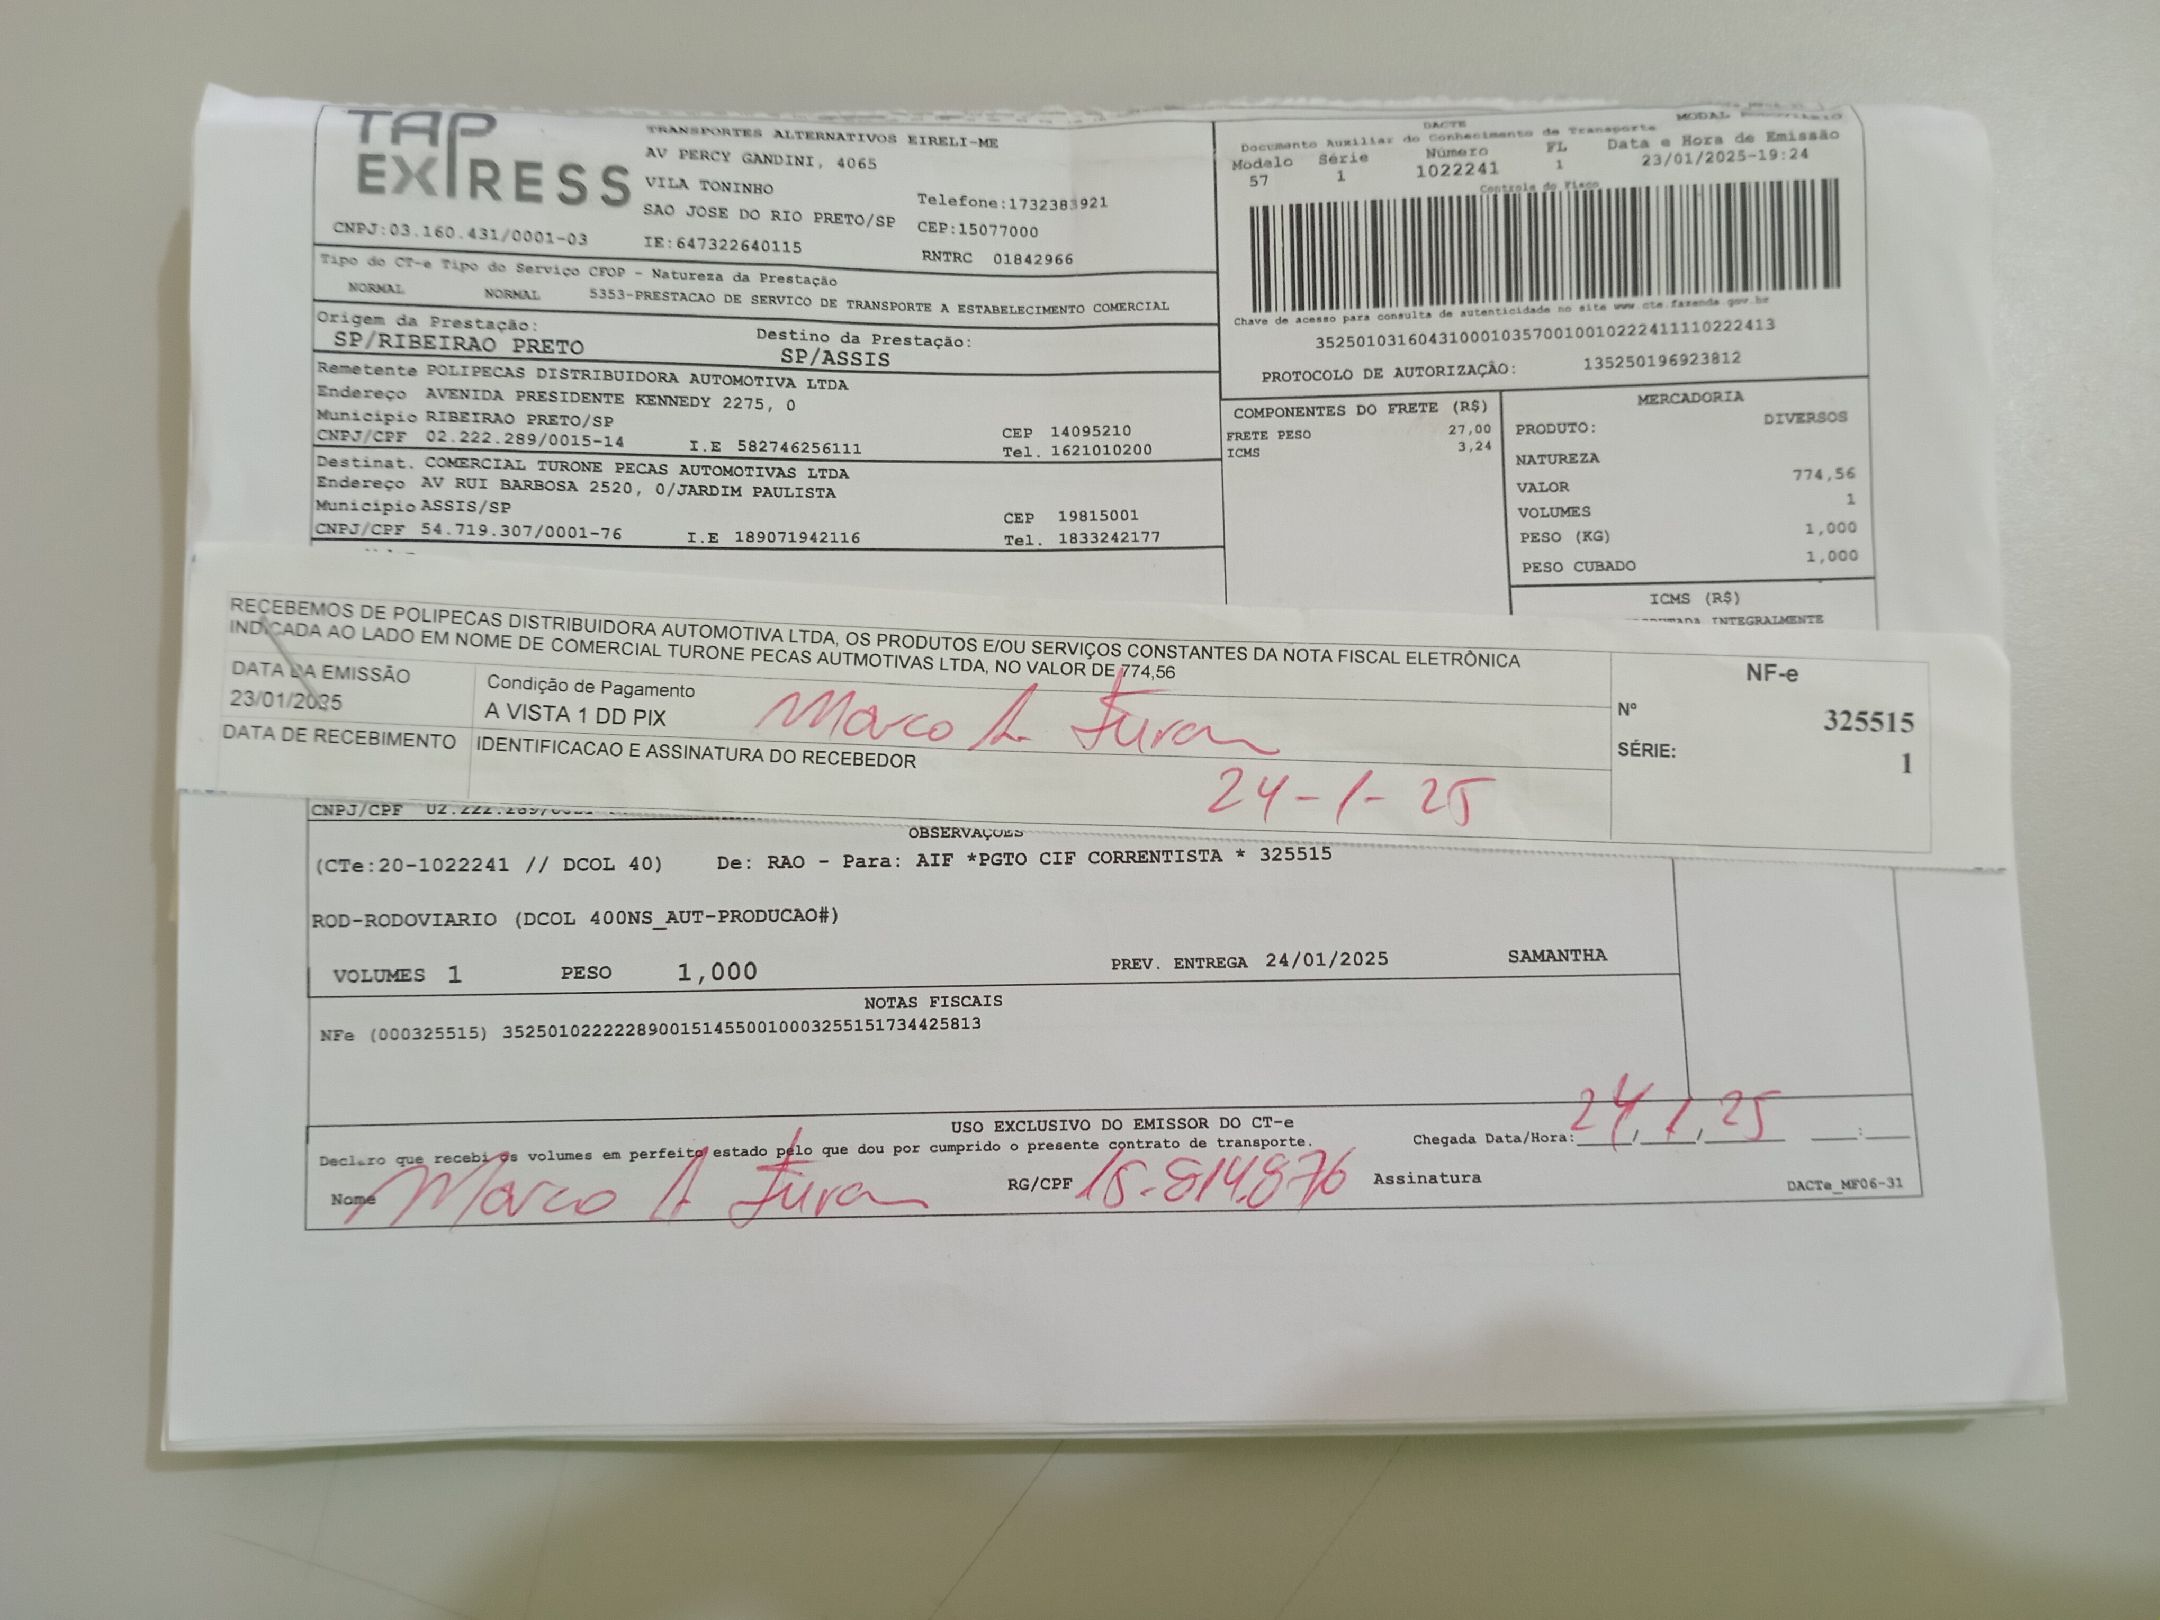 TAP EXPRESS
TRANSPORTES ALTERNATIVOS EIRELI-ME
AV PERCY GANDINI, 4065
VILA TONINHO
SAO JOSE DO RIO PRETO/SP
Telefone:1732383921
CEP:15077000
CNPJ:03.160.431/0001-03
IE:647322640115
RNTRC 01842966
DACTE
Documento Auxiliar do Conhecimento de Transporte
MODAL
Modelo Série Número FL Data e Hora de Emissão
57 1 1022241 1 23/01/2025-19:24
Controle do Fisco
Chave de acesso para consulta de autenticidade no site www.cte.fazenda.gov.br
35250103160431000103570010010222411110222413
PROTOCOLO DE AUTORIZAÇÃO: 135250196923812
Tipo do CT-e Tipo do Serviço CFOP - Natureza da Prestação
NORMAL NORMAL 5353-PRESTACAO DE SERVICO DE TRANSPORTE A ESTABELECIMENTO COMERCIAL
Origem da Prestação: Destino da Prestação:
SP/RIBEIRAO PRETO SP/ASSIS
Remetente POLIPECAS DISTRIBUIDORA AUTOMOTIVA LTDA
Endereço AVENIDA PRESIDENTE KENNEDY 2275, 0
Município RIBEIRAO PRETO/SP CEP 14095210
CNPJ/CPF 02.222.289/0015-14 I.E 582746256111 Tel. 1621010200
Destinat. COMERCIAL TURONE PECAS AUTOMOTIVAS LTDA
Endereço AV RUI BARBOSA 2520, 0/JARDIM PAULISTA
Município ASSIS/SP CEP 19815001
CNPJ/CPF 54.719.307/0001-76 I.E 189071942116 Tel. 1833242177
COMPONENTES DO FRETE (R$)
FRETE PESO 27,00
ICMS 3,24
MERCADORIA
PRODUTO: DIVERSOS
NATUREZA
VALOR 774,56
VOLUMES 1
PESO (KG) 1,000
PESO CUBADO 1,000
ICMS (R$)
INTEGRALMENTE
RECEBEMOS DE POLIPECAS DISTRIBUIDORA AUTOMOTIVA LTDA, OS PRODUTOS E/OU SERVIÇOS CONSTANTES DA NOTA FISCAL ELETRÔNICA
INDICADA AO LADO EM NOME DE COMERCIAL TURONE PECAS AUTMOTIVAS LTDA, NO VALOR DE 774,56
DATA DA EMISSÃO
23/01/2025
Condição de Pagamento
A VISTA 1 DD PIX
Marco A. Furan
DATA DE RECEBIMENTO
IDENTIFICACAO E ASSINATURA DO RECEBEDOR
24-1-25
NF-e
Nº 325515
SÉRIE: 1
CNPJ/CPF
OBSERVAÇÕES
(CTe:20-1022241 // DCOL 40) De: RAO - Para: AIF *PGTO CIF CORRENTISTA * 325515
ROD-RODOVIARIO (DCOL 400NS_AUT-PRODUCAO#)
VOLUMES 1 PESO 1,000 PREV. ENTREGA 24/01/2025 SAMANTHA
NOTAS FISCAIS
NFe (000325515) 35250102222289001514550010003255151734425813
USO EXCLUSIVO DO EMISSOR DO CT-e
Declaro que recebi os volumes em perfeito estado pelo que dou por cumprido o presente contrato de transporte.
Chegada Data/Hora: 24/1/25
Nome Marco A Furan RG/CPF 15.814.876 Assinatura
DACTe_MF06-31